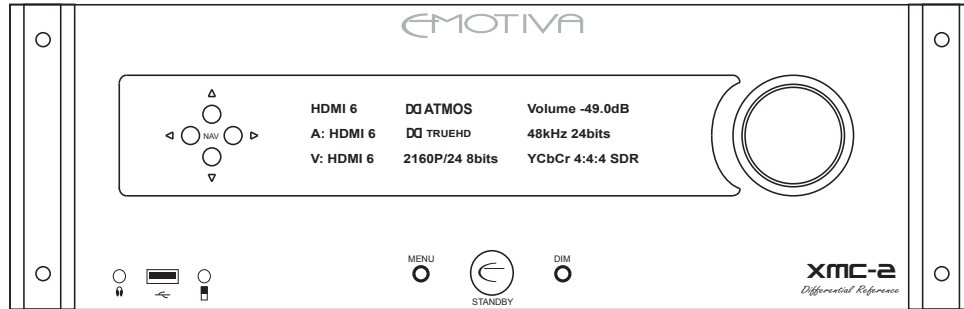 EMOTIVA
HDMI 6
ATMOS
Volume -49.0dB
NAV
A: HDMI 6
TRUEHD
48kHz 24bits
V: HDMI 6
2160P/24 8bits
YCbCr 4:4:4 SDR
MENU
DIM
STANDBY
XMC-2
Differential Reference